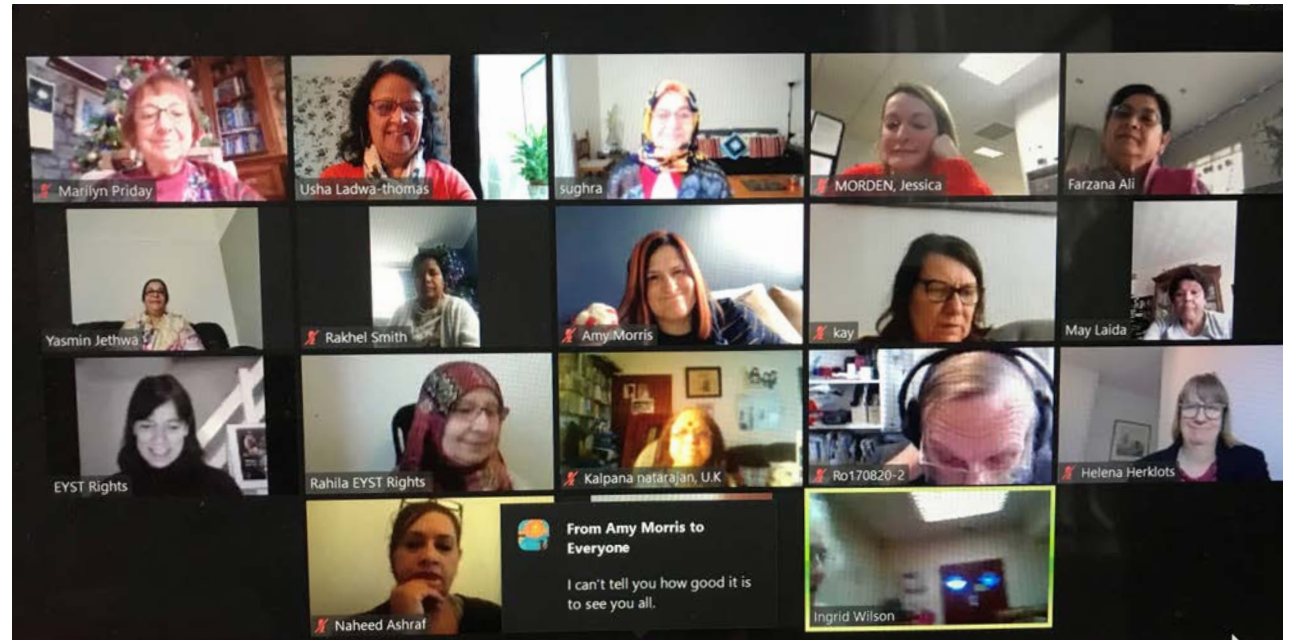 Marilyn Priday
Usha Ladwa-thomas
sughra
MORDEN, Jessica
Farzana Ali
Yasmin Jethwa
Rakhel Smith
Amy Morris
kay
May Laida
EYST Rights
Rahila EYST Rights
Kalpana natarajan, U.K
Ro170820-2
Helena Herklots
Naheed Ashraf
From Amy Morris to
Everyone
I can't tell you how good it is
to see you all.
Ingrid Wilson